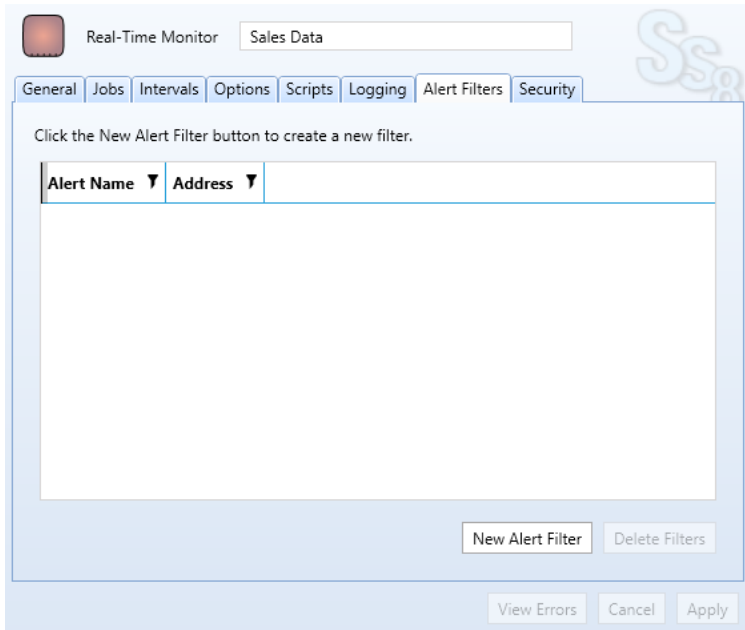 Real-Time Monitor Sales Data
Ss8
General Jobs Intervals Options Scripts Logging Alert Filters Security
Click the New Alert Filter button to create a new filter.
Alert Name Address
New Alert Filter Delete Filters
View Errors Cancel Apply